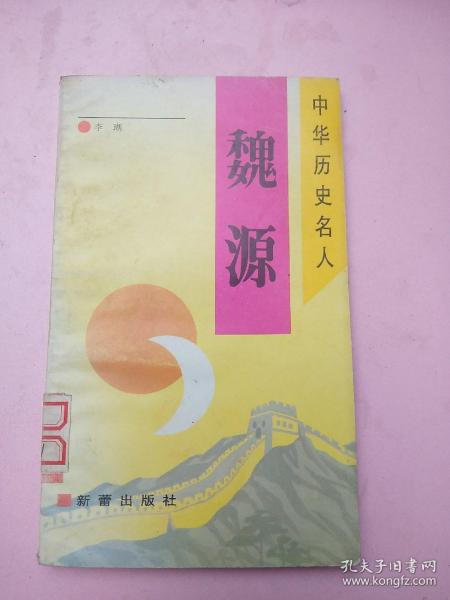 中华历史名人
魏源
李瑚
新蕾出版社
孔夫子旧书网
www.kongfz.com